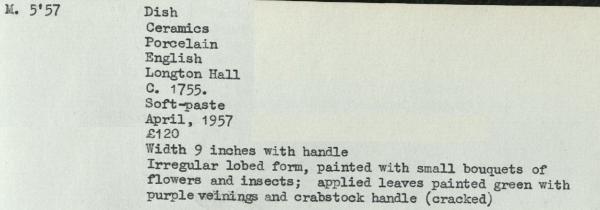 M. 5'57 Dish
Ceramics
Porcelain
English
Longton Hall
C. 1755.
Soft-paste
April, 1957
£120
Width 9 inches with handle
Irregular lobed form, painted with small bouquets of
flowers and insects; applied leaves painted green with
purple veinings and crabstock handle (cracked)